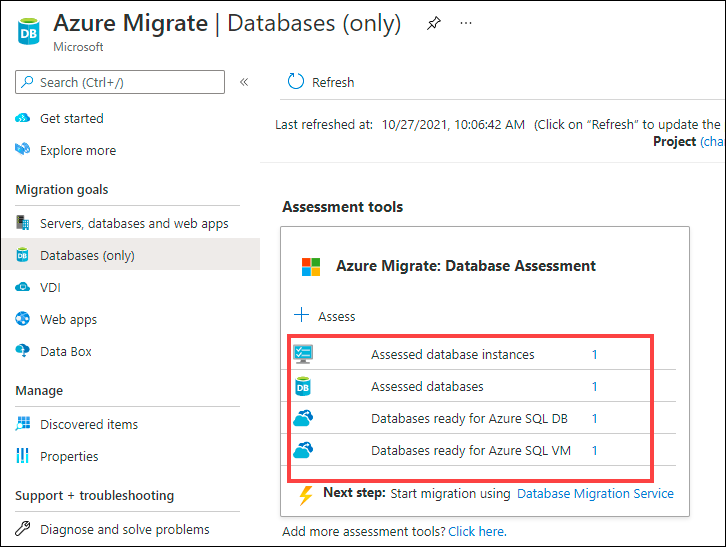 Azure Migrate | Databases (only)
Microsoft
Search (Ctrl+/)
«
Get started
Explore more
Migration goals
Servers, databases and web apps
Databases (only)
VDI
Web apps
Data Box
Manage
Discovered items
Properties
Support + troubleshooting
Diagnose and solve problems
Refresh
Last refreshed at: 10/27/2021, 10:06:42 AM (Click on “Refresh” to update the
Project (cha
Assessment tools
Azure Migrate: Database Assessment
Assess
Assessed database instances 1
DB Assessed databases 1
Databases ready for Azure SQL DB 1
Databases ready for Azure SQL VM 1
Next step: Start migration using Database Migration Service
Add more assessment tools? Click here.